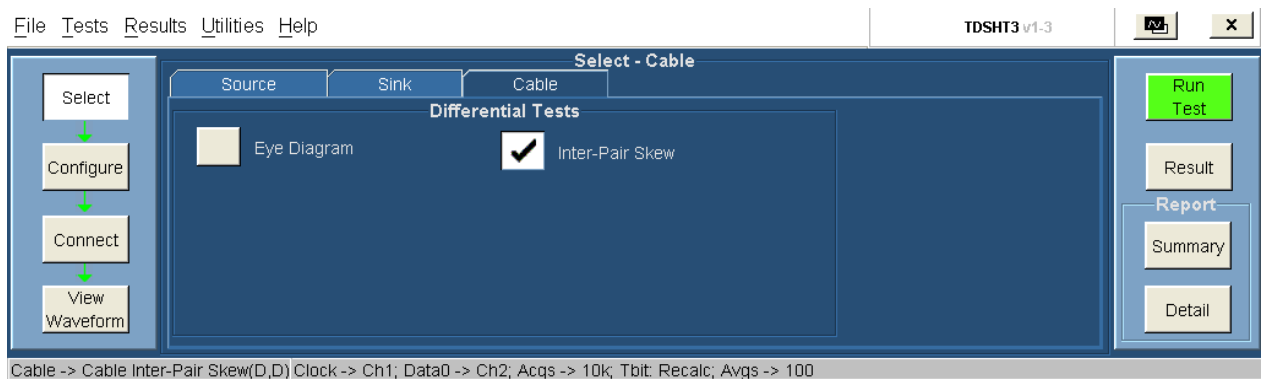 File Tests Results Utilities Help
TDSHT3 v1-3
x
Select - Cable
Source Sink Cable
Differential Tests
Eye Diagram
Inter-Pair Skew
Select
Configure
Connect
View
Waveform
Run
Test
Result
Report
Summary
Detail
Cable -> Cable Inter-Pair Skew(D,D) Clock -> Ch1; Data0 -> Ch2; Acqs -> 10k; Tbit: Recalc; Avgs -> 100